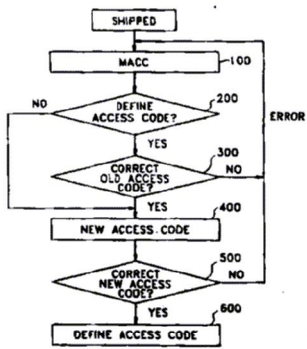 SHIPPED
MACC
100
NO
DEFINE
ACCESS CODE?
200
ERROR
YES
CORRECT
OLD ACCESS
CODE?
300
NO
YES
NEW ACCESS CODE
400
CORRECT
NEW ACCESS
CODE?
500
NO
YES
DEFINE ACCESS CODE
600